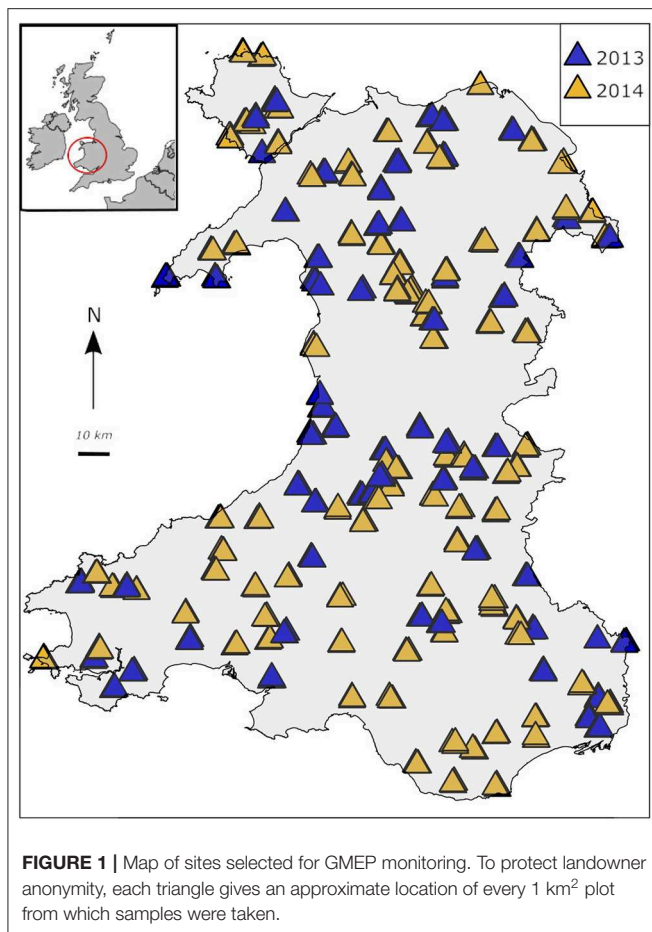 2013
2014
N
10 km
FIGURE 1 | Map of sites selected for GMEP monitoring. To protect landowner
anonymity, each triangle gives an approximate location of every 1 km² plot
from which samples were taken.